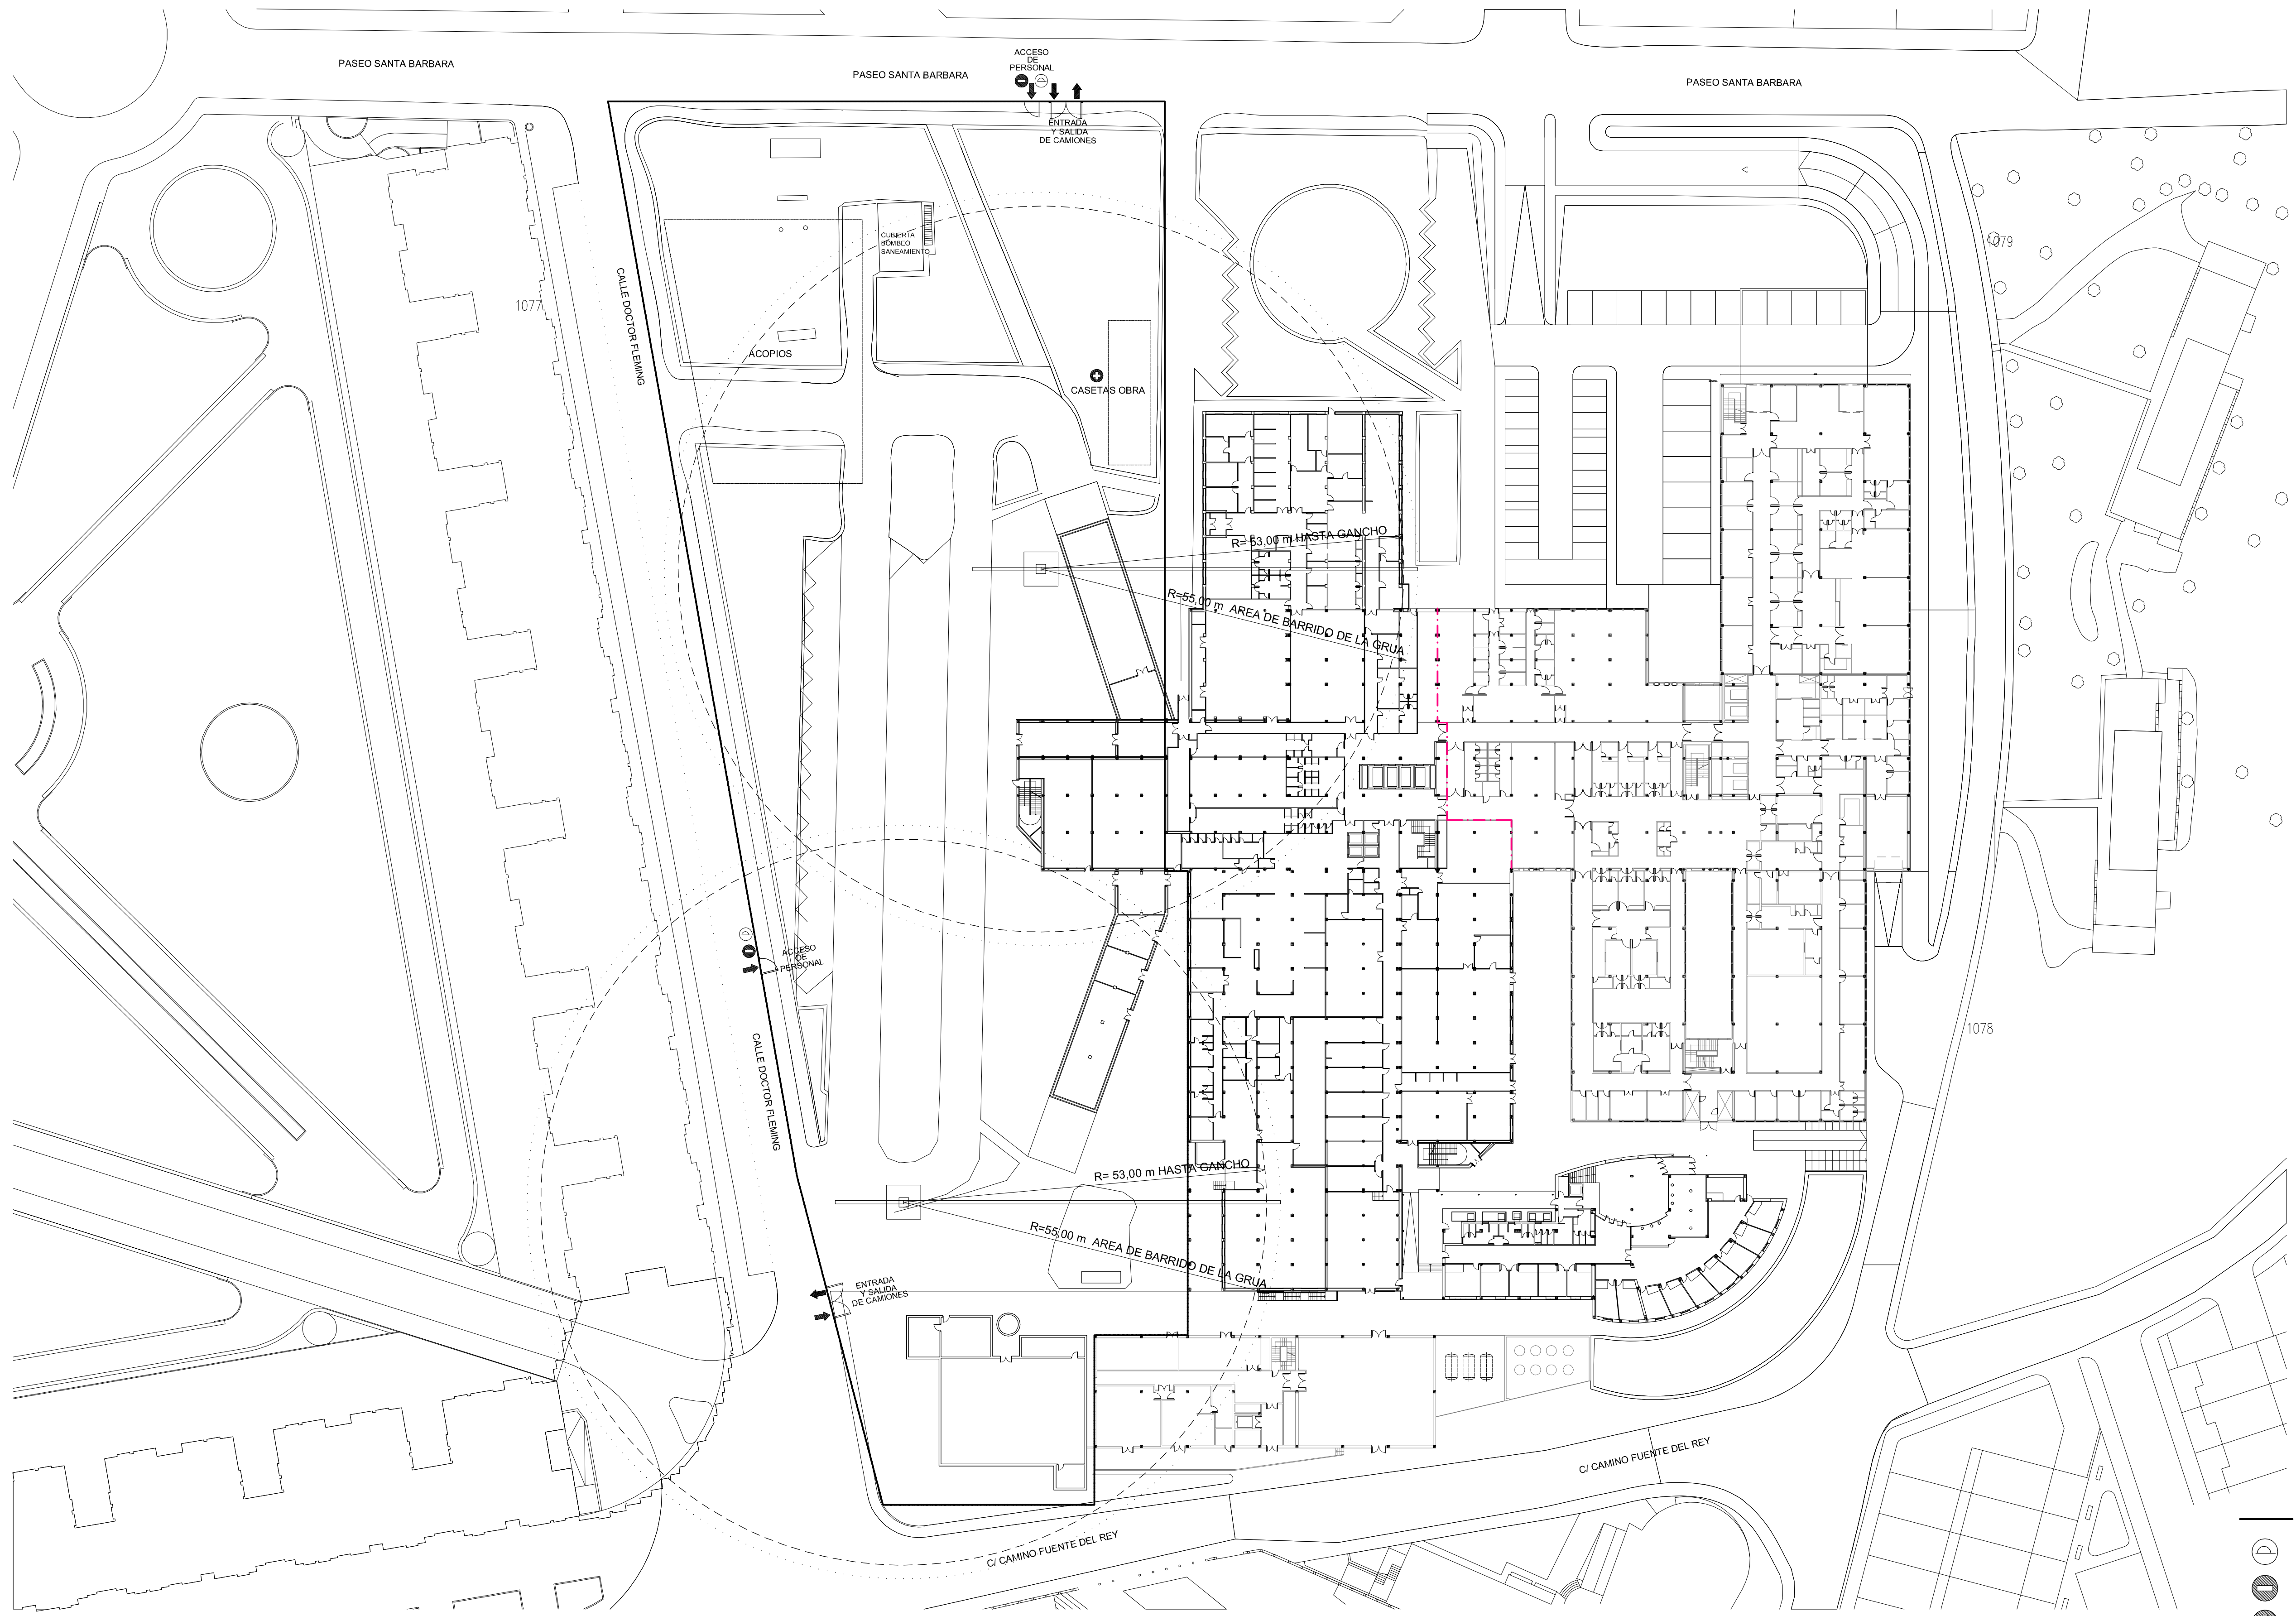 ACCESO
DE
PERSONAL
PASEO SANTA BARBARA
PASEO SANTA BARBARA
PASEO SANTA BARBARA
ENTRADA
Y SALIDA
DE CAMIONES
CUBIERTA
BOMBEO
SANEAMIENTO
1079
1077
CALLE DOCTOR FLEMING
ACOPIOS
CASETAS OBRA
R= 53,00 m HASTA GANCHO
R=55,00 m AREA DE BARRIDO DE LA GRUA
ACCESO
DE
PERSONAL
1078
CALLE DOCTOR FLEMING
R= 53,00 m HASTA GANCHO
R=55,00 m AREA DE BARRIDO DE LA GRUA
ENTRADA
Y SALIDA
DE CAMIONES
C/ CAMINO FUENTE DEL REY
C/ CAMINO FUENTE DEL REY